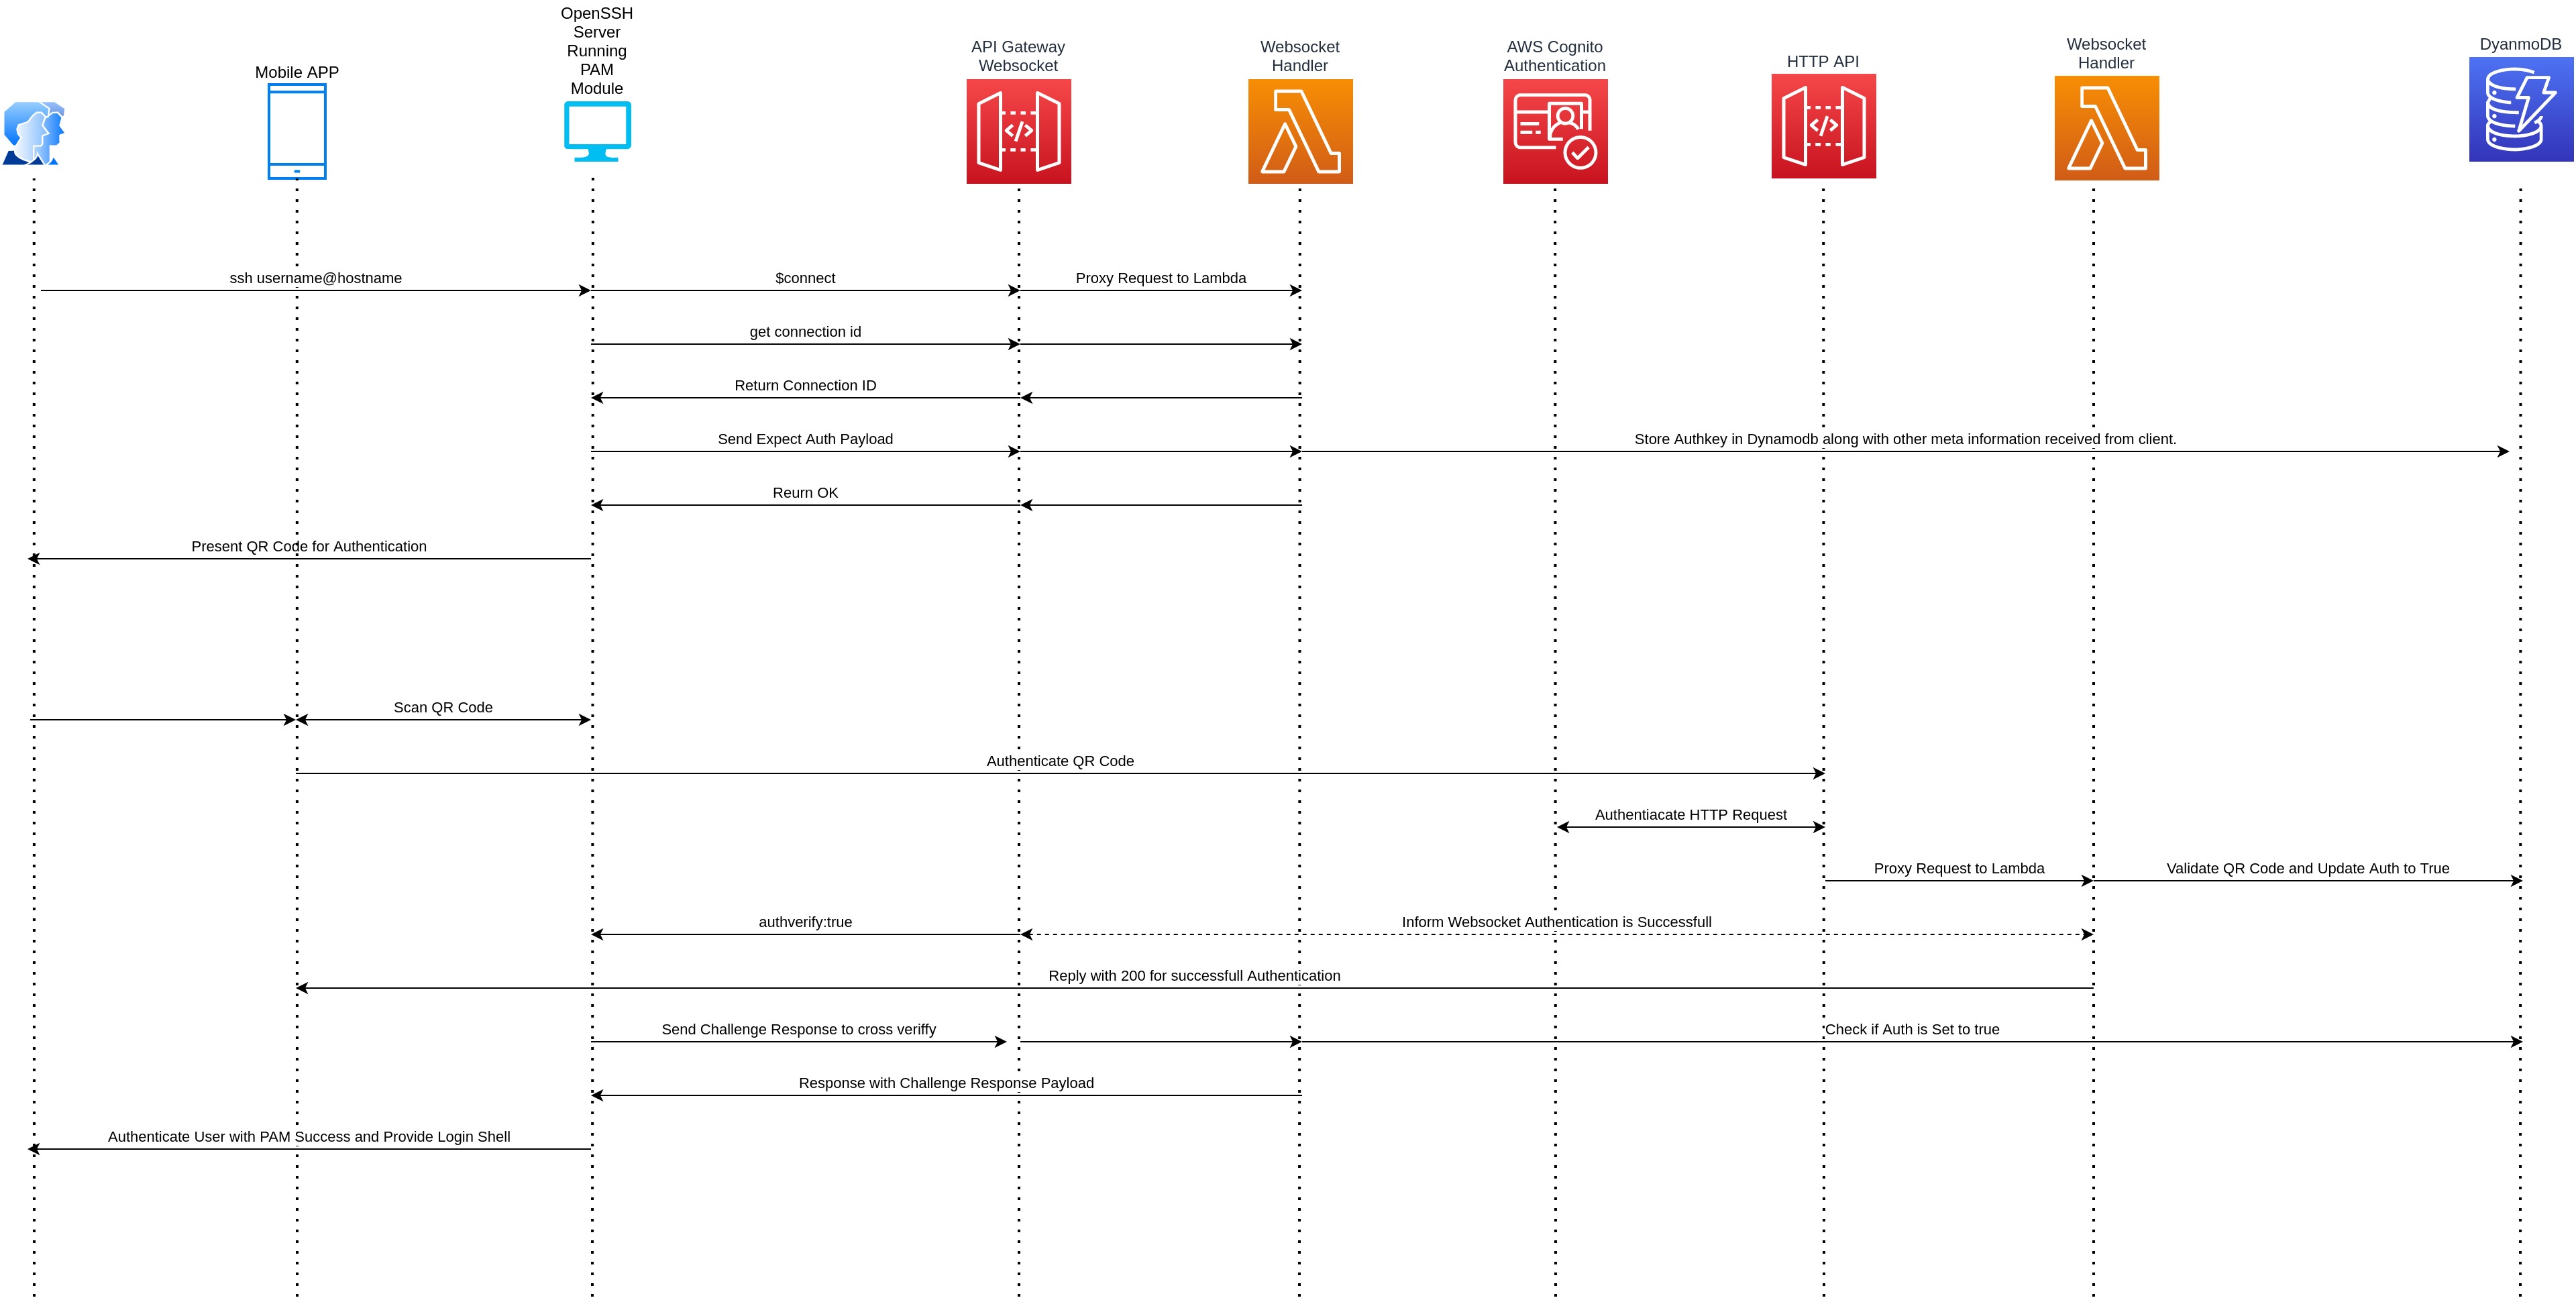 OpenSSH
Server
Running
PAM
Module
Mobile APP
API Gateway
Websocket
Websocket
Handler
AWS Cognito
Authentication
HTTP API
Websocket
Handler
DyanmoDB
ssh username@hostname
$connect
Proxy Request to Lambda
get connection id
Return Connection ID
Send Expect Auth Payload
Store Authkey in Dynamodb along with other meta information received from client.
Reurn OK
Present QR Code for Authentication
Scan QR Code
Authenticate QR Code
Authentiacate HTTP Request
Proxy Request to Lambda
Validate QR Code and Update Auth to True
authverify:true
Inform Websocket Authentication is Successfull
Reply with 200 for successfull Authentication
Send Challenge Response to cross veriffy
Check if Auth is Set to true
Response with Challenge Response Payload
Authenticate User with PAM Success and Provide Login Shell